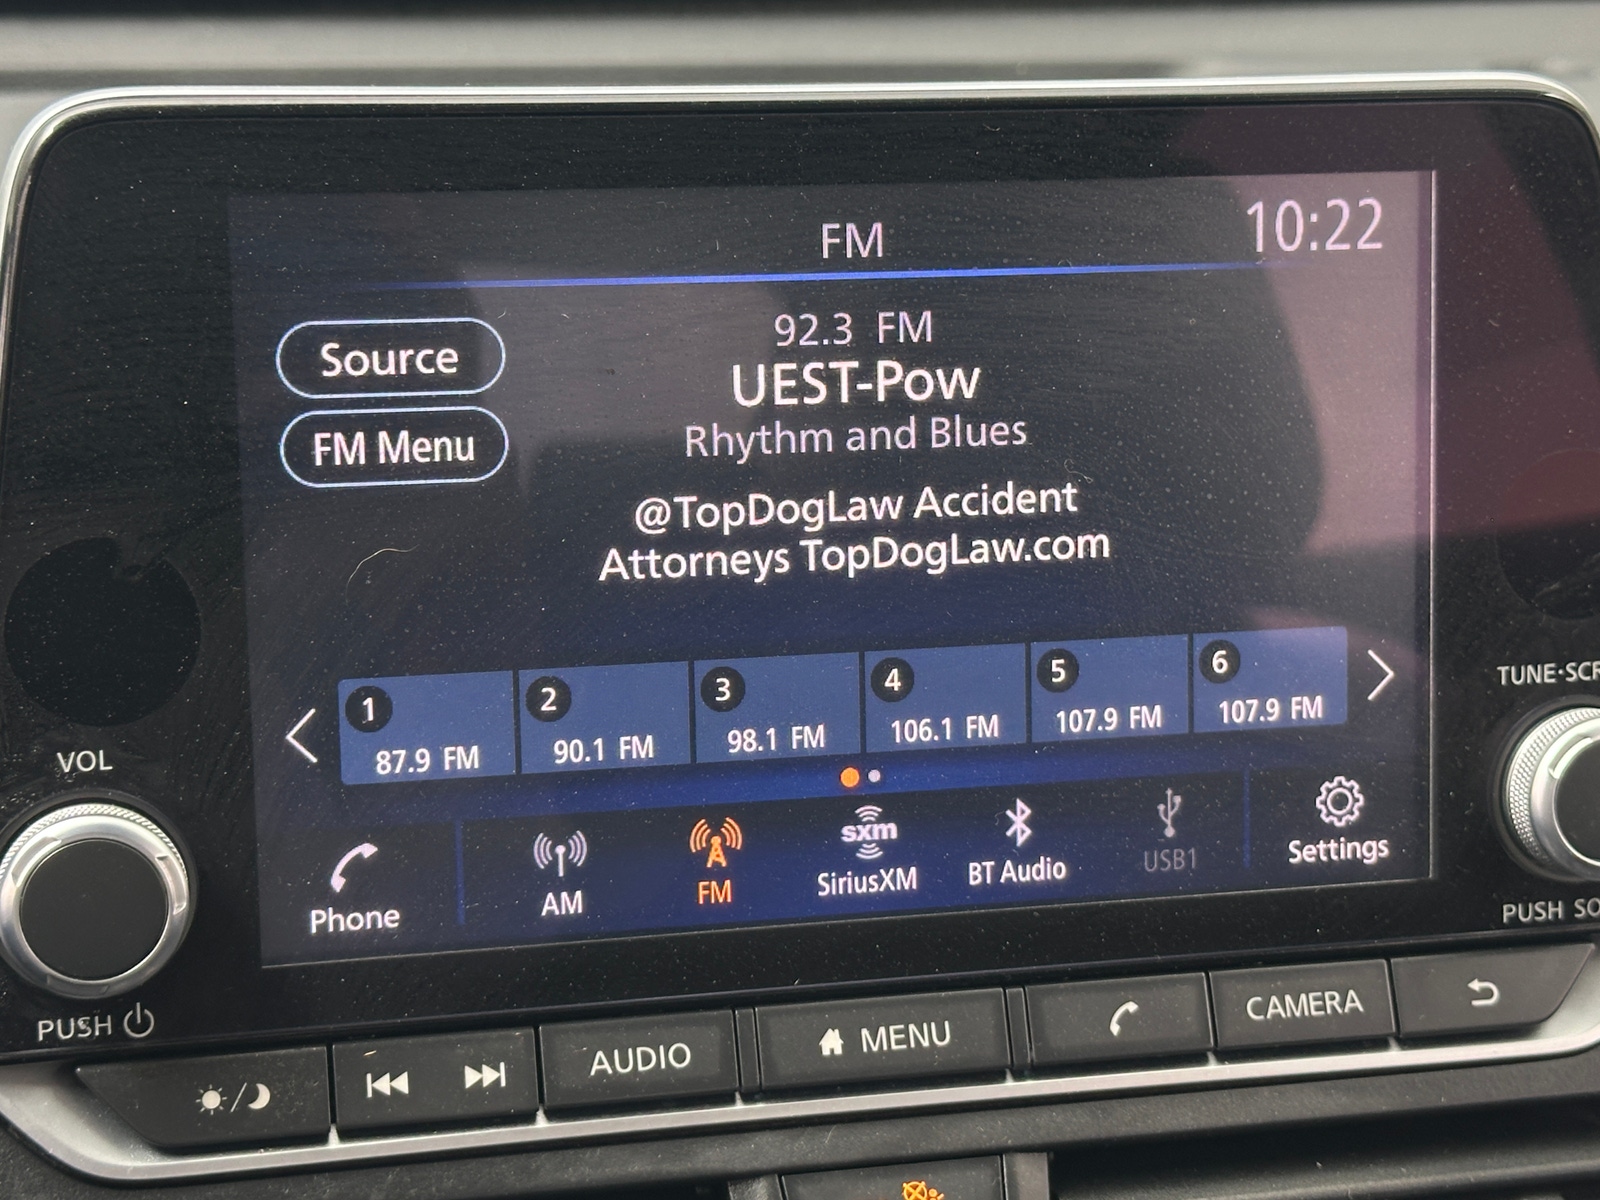 FM
10:22
Source
FM Menu
92.3 FM
UEST-Pow
Rhythm and Blues
@TopDogLaw Accident
Attorneys TopDogLaw.com
1
87.9 FM
2
90.1 FM
3
98.1 FM
4
106.1 FM
5
107.9 FM
6
107.9 FM
Phone
AM
FM
sxm
SiriusXM
BT Audio
USB1
Settings
VOL
PUSH
TUNE·SCR
PUSH SO
AUDIO
MENU
CAMERA